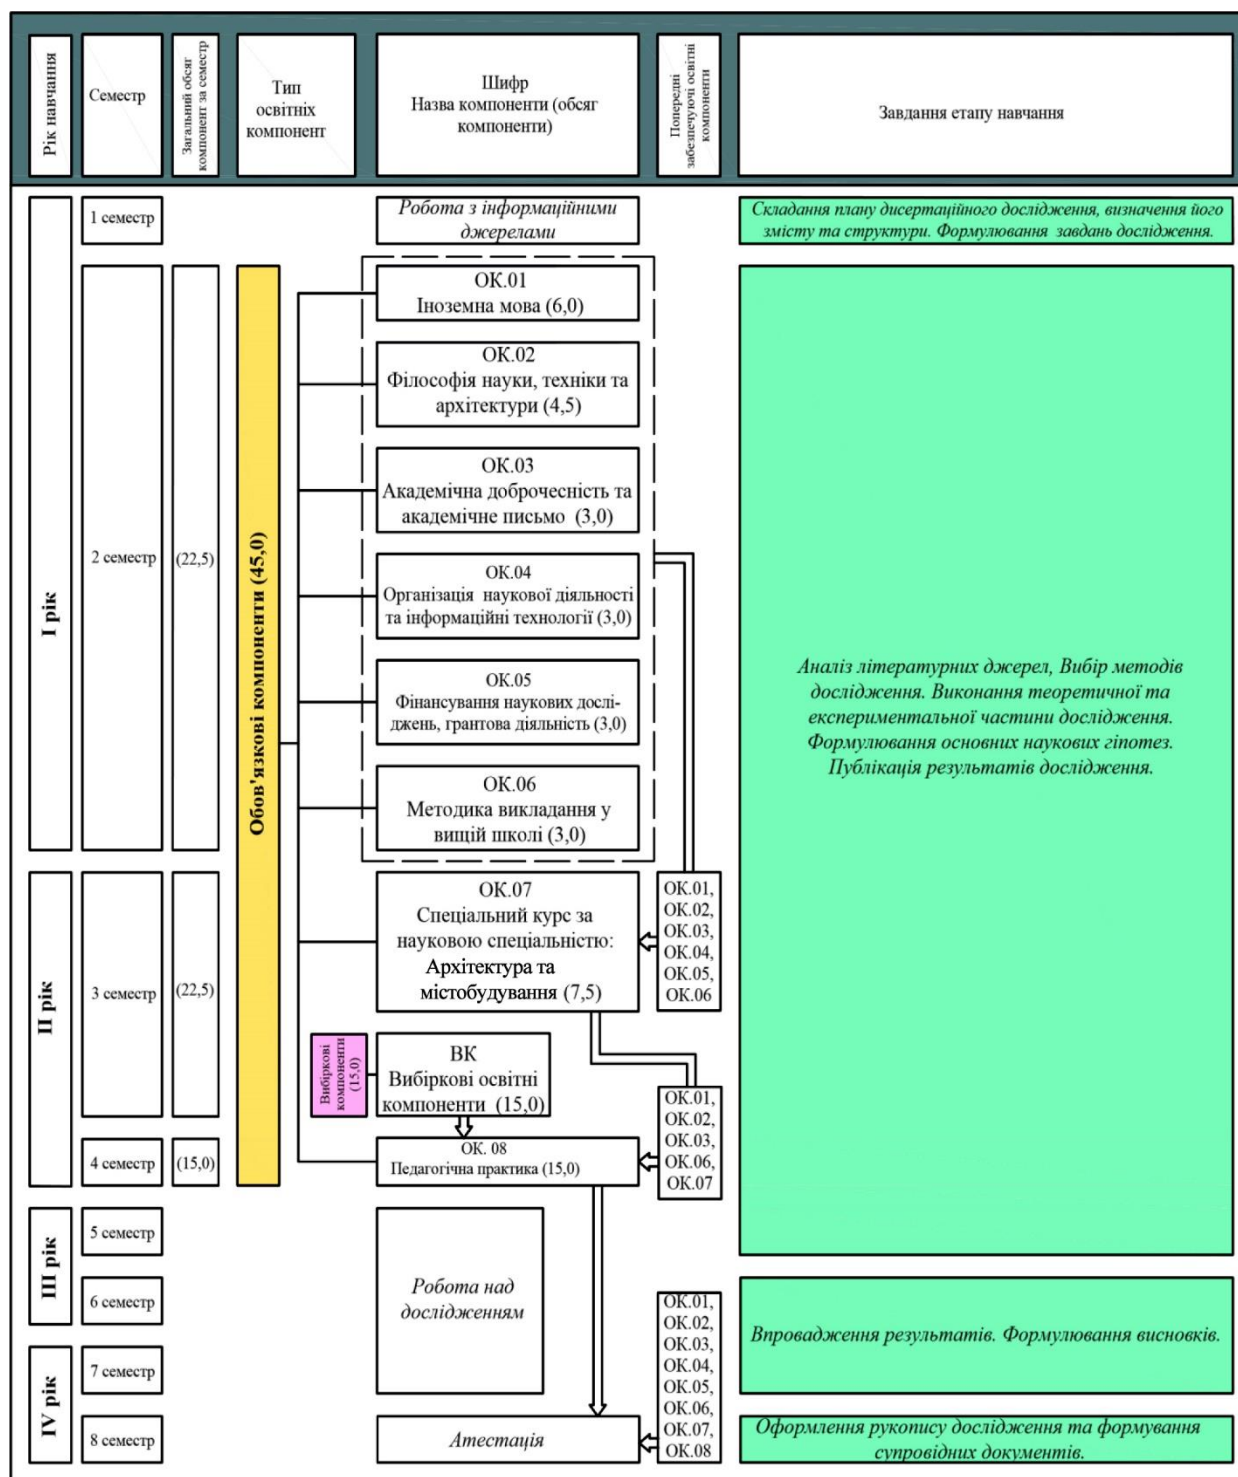 Рік навчання
Семестр
Загальний обсяг
компонент за семестр
Тип
освітніх
компонент
Шифр
Назва компоненти (обсяг
компоненти)
Попередні
забезпечуючі освітні
компоненти
Завдання етапу навчання
І рік
1 семестр
Робота з інформаційними
джерелами
Складання плану дисертаційного дослідження, визначення його
змісту та структури. Формулювання завдань дослідження.
2 семестр
(22,5)
Обов'язкові компоненти (45,0)
ОК.01
Іноземна мова (6,0)
ОК.02
Філософія науки, техніки та
архітектури (4,5)
ОК.03
Академічна доброчесність та
академічне письмо (3,0)
ОК.04
Організація наукової діяльності
та інформаційні технології (3,0)
ОК.05
Фінансування наукових дослі-
джень, грантова діяльність (3,0)
ОК.06
Методика викладання у
вищій школі (3,0)
Аналіз літературних джерел, Вибір методів
дослідження. Виконання теоретичної та
експериментальної частини дослідження.
Формулювання основних наукових гіпотез.
Публікація результатів дослідження.
ІІ рік
3 семестр
(22,5)
ОК.07
Спеціальний курс за
науковою спеціальністю:
Архітектура та
містобудування (7,5)
ОК.01,
ОК.02,
ОК.03,
ОК.04,
ОК.05,
ОК.06
Вибіркові
компоненти
(15,0)
ВК
Вибіркові освітні
компоненти (15,0)
4 семестр
(15,0)
ОК. 08
Педагогічна практика (15,0)
ОК.01,
ОК.02,
ОК.03,
ОК.06,
ОК.07
ІІІ рік
5 семестр
6 семестр
Робота над
дослідженням
Впровадження результатів. Формулювання висновків.
IV рік
7 семестр
8 семестр
Атестація
ОК.01,
ОК.02,
ОК.03,
ОК.04,
ОК.05,
ОК.06,
ОК.07,
ОК.08
Оформлення рукопису дослідження та формування
супровідних документів.